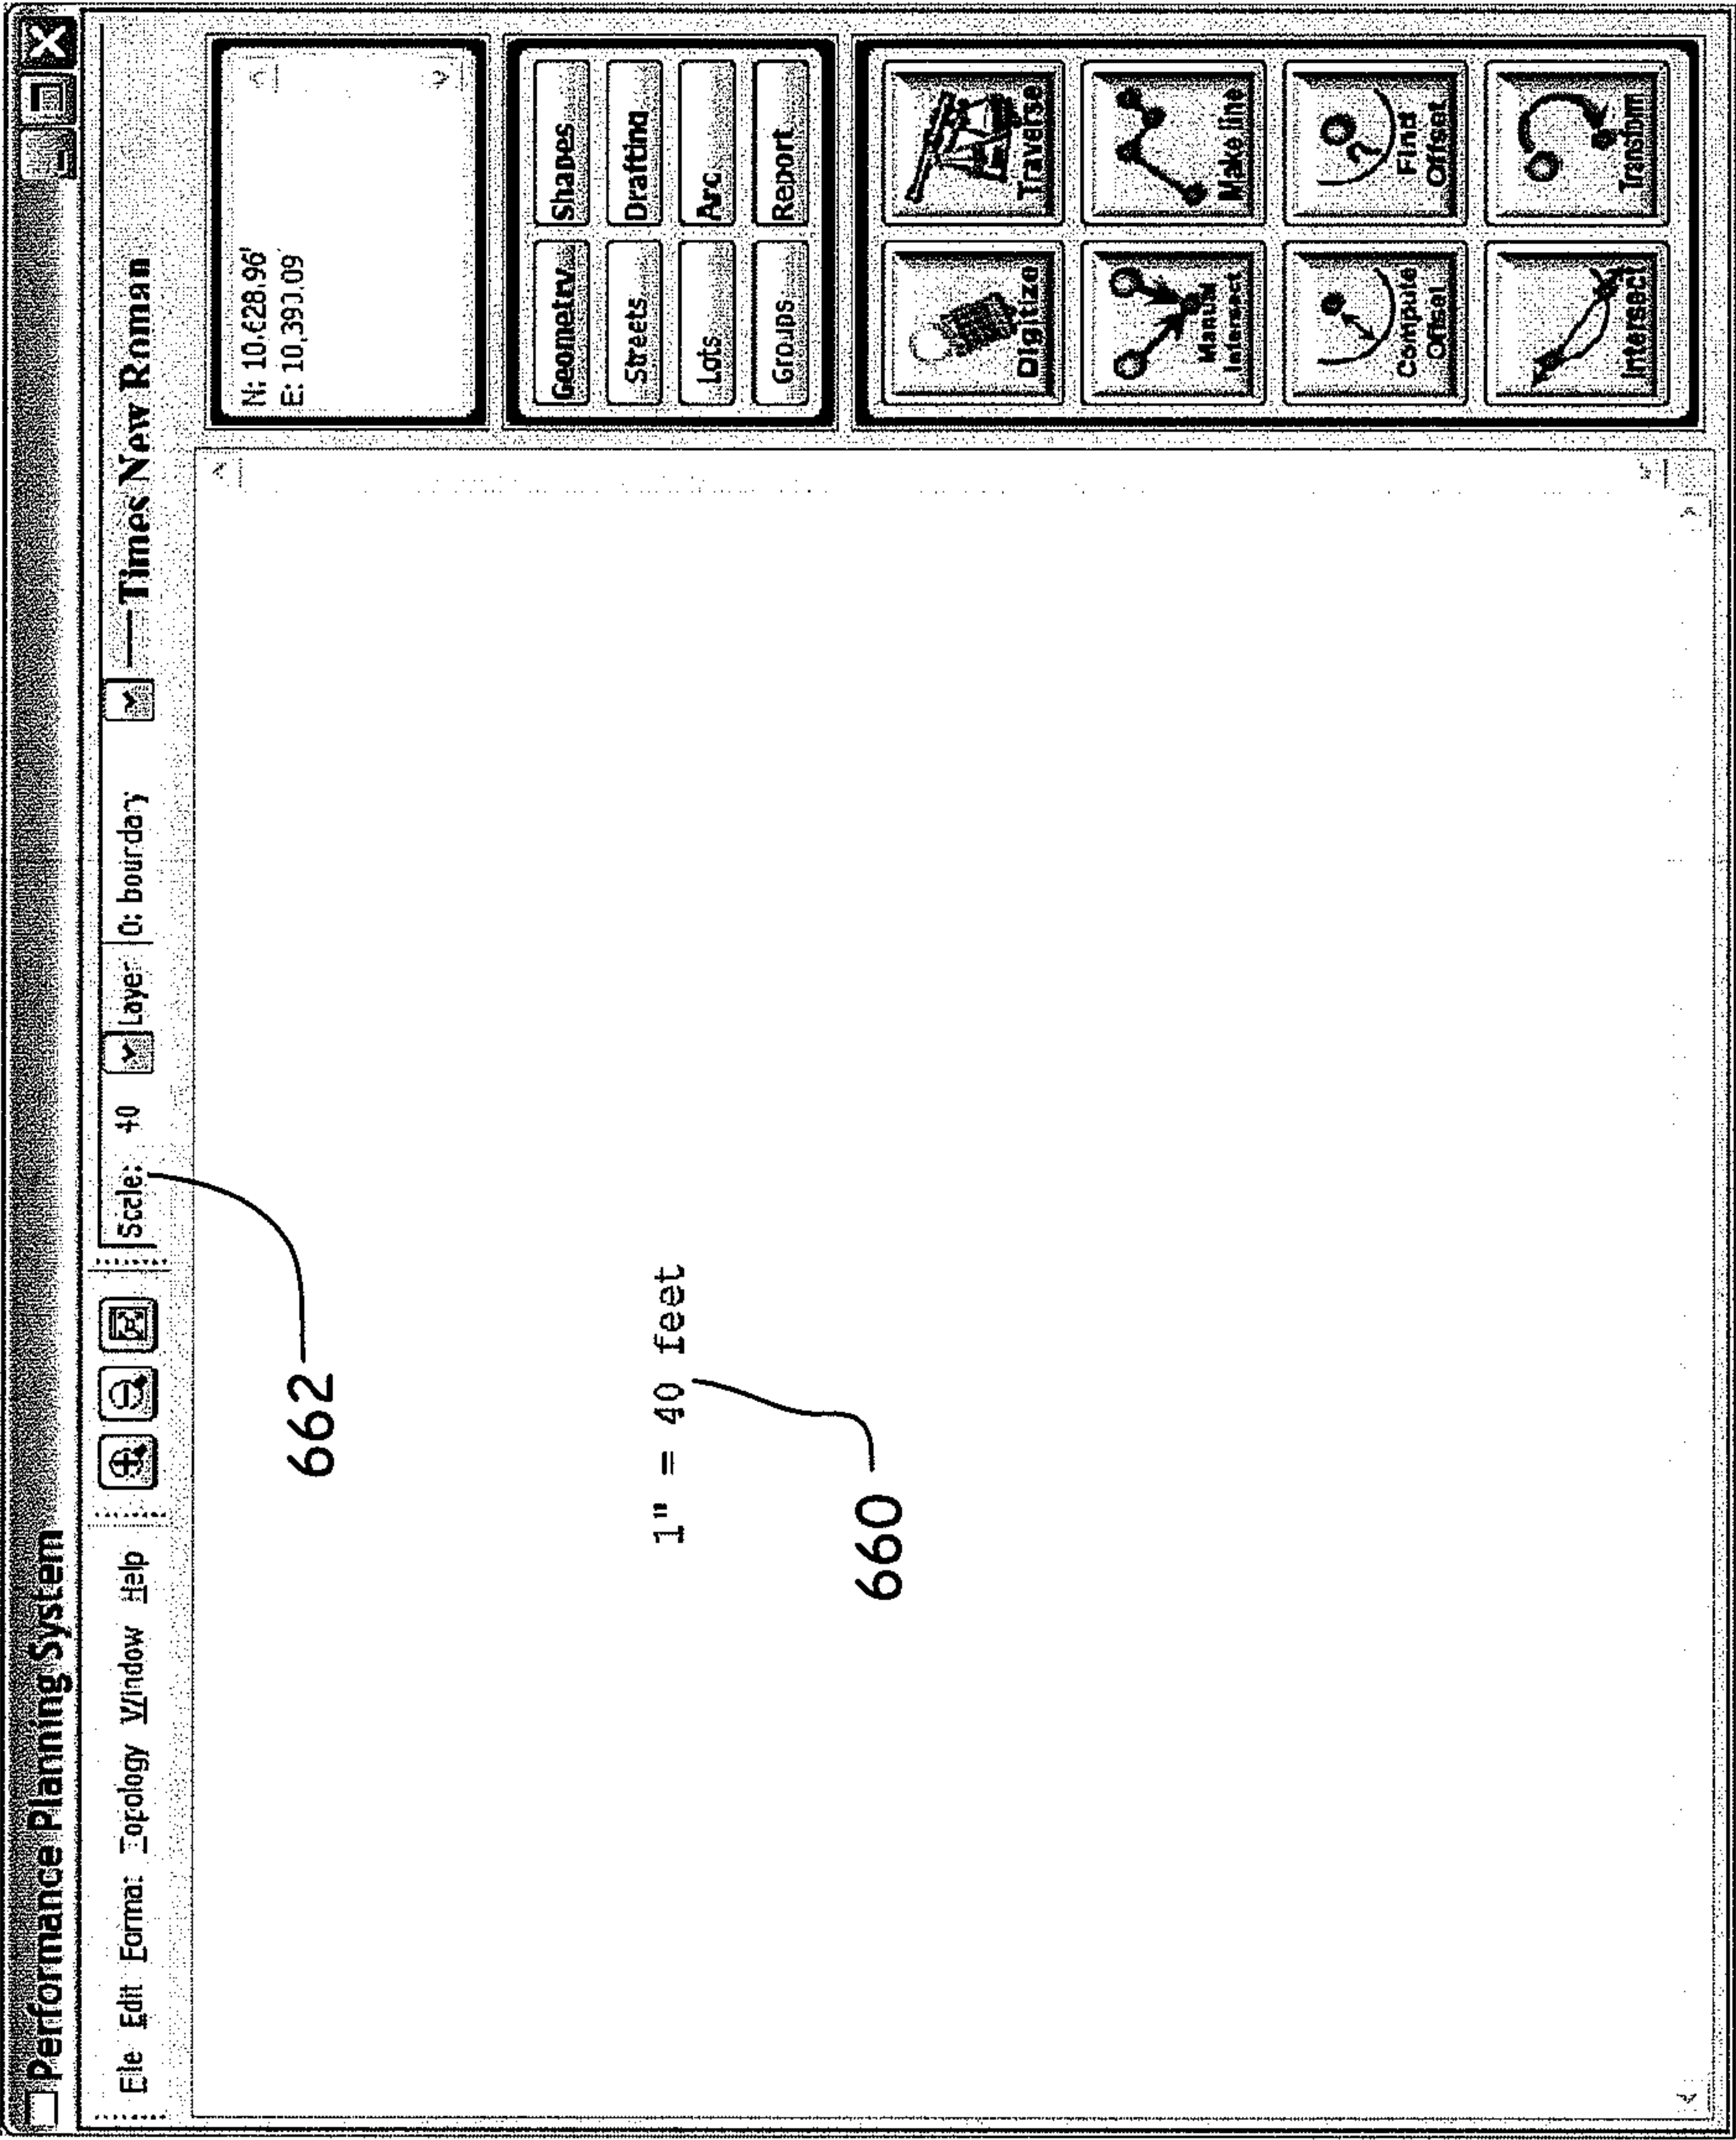 Performance Planning System
File Edit Format Topology Window Help
Scale: 40 Layer 0: boundary Times New Roman
N: 10,628.96'
E: 10,390.09'
Geometry Shapes
Streets Drafting
Lots Arc
Groups Report
Digitize Traverse
Manual Intersect Make line
Compute Offset Find Offset
Intersect Transform
662
1" = 40 feet
660